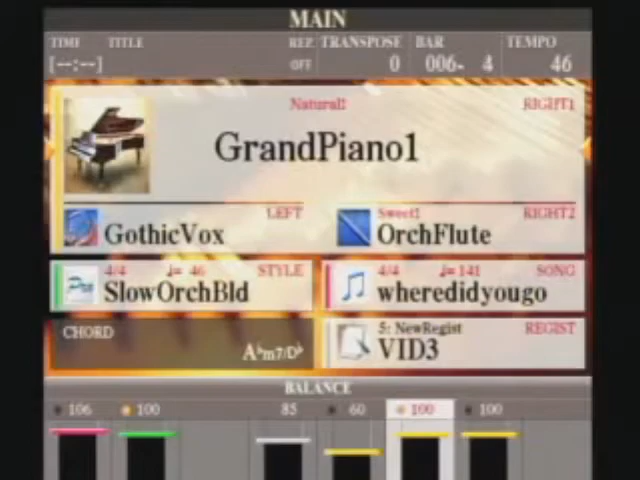 MAIN
TIME TITLE REP TRANSPOSE BAR TEMPO
[--:--] OFF 0 006- 4 46
Natural! RIGHT1
GrandPiano1
LEFT Sweet! RIGHT2
GothicVox OrchFlute
4/4 ♩= 46 STYLE 4/4 ♩= 141 SONG
SlowOrchBld wheredidyougo
CHORD 5: NewRegist REGIST
A♭m7/D♭ VID3
BALANCE
106 100 85 60 100 100